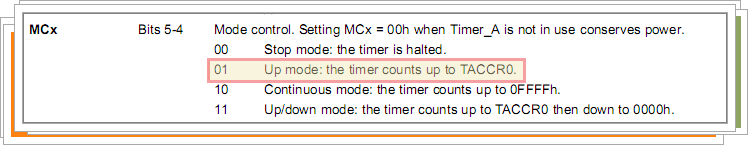 MCx Bits 5-4 Mode control. Setting MCx = 00h when Timer_A is not in use conserves power.
00 Stop mode: the timer is halted.
01 Up mode: the timer counts up to TACCR0.
10 Continuous mode: the timer counts up to 0FFFFh.
11 Up/down mode: the timer counts up to TACCR0 then down to 0000h.